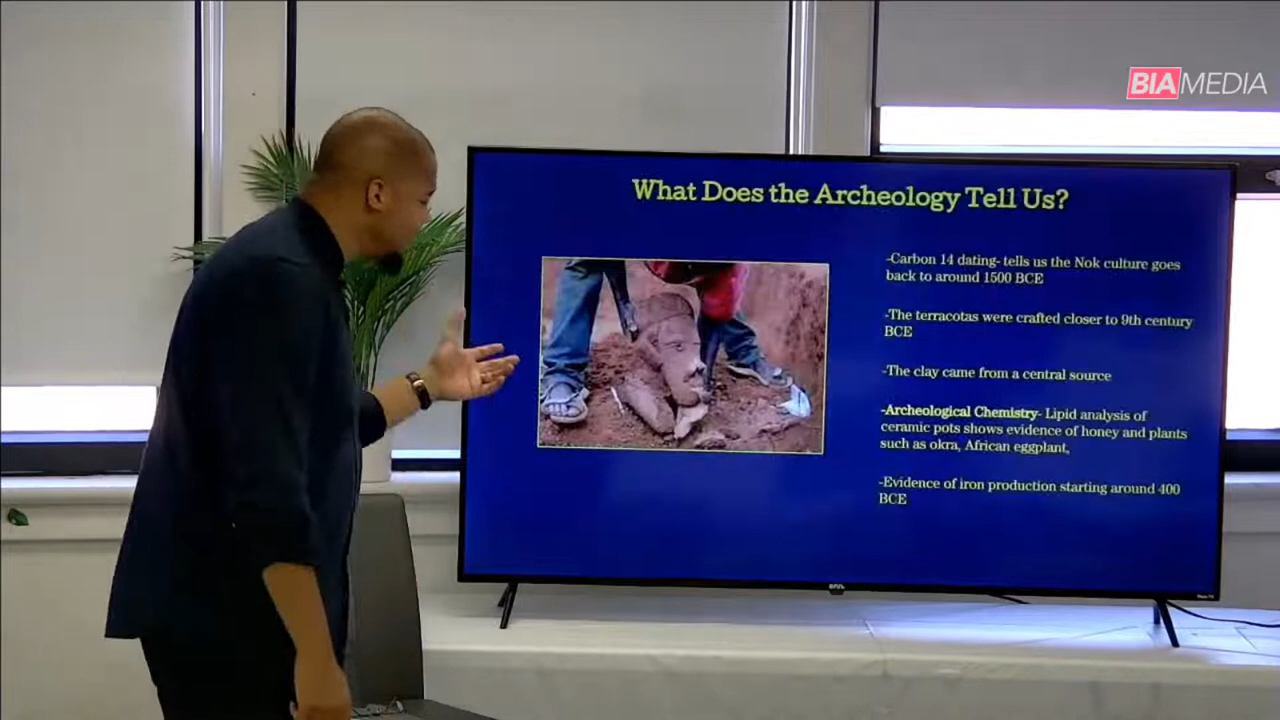 BIAMEDIA
What Does the Archeology Tell Us?
-Carbon 14 dating- tells us the Nok culture goes
back to around 1500 BCE
-The terracotas were crafted closer to 9th century
BCE
-The clay came from a central source
-Archeological Chemistry- Lipid analysis of
ceramic pots shows evidence of honey and plants
such as okra, African eggplant,
-Evidence of iron production starting around 400
BCE